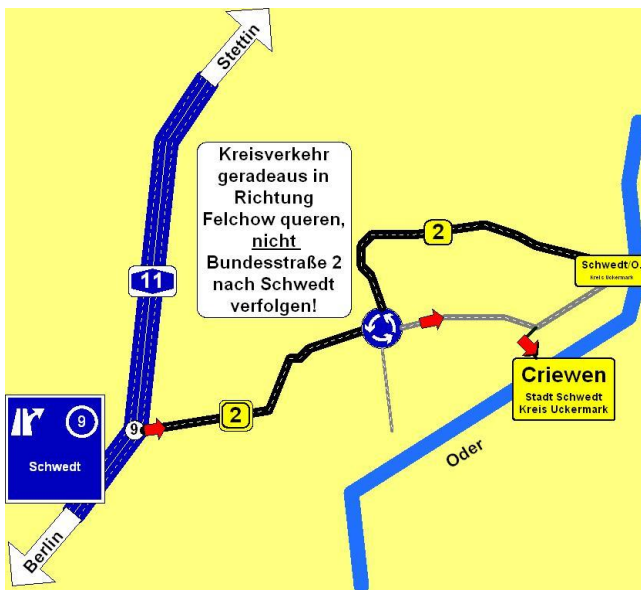 Stettin
Kreisverkehr
geradeaus in
Richtung
Felchow queren,
nicht
Bundesstraße 2
nach Schwedt
verfolgen!
2
Schwedt/O.
Kreis Uckermark
11
Criewen
Stadt Schwedt
Kreis Uckermark
9
2
9
Schwedt
Oder
Berlin